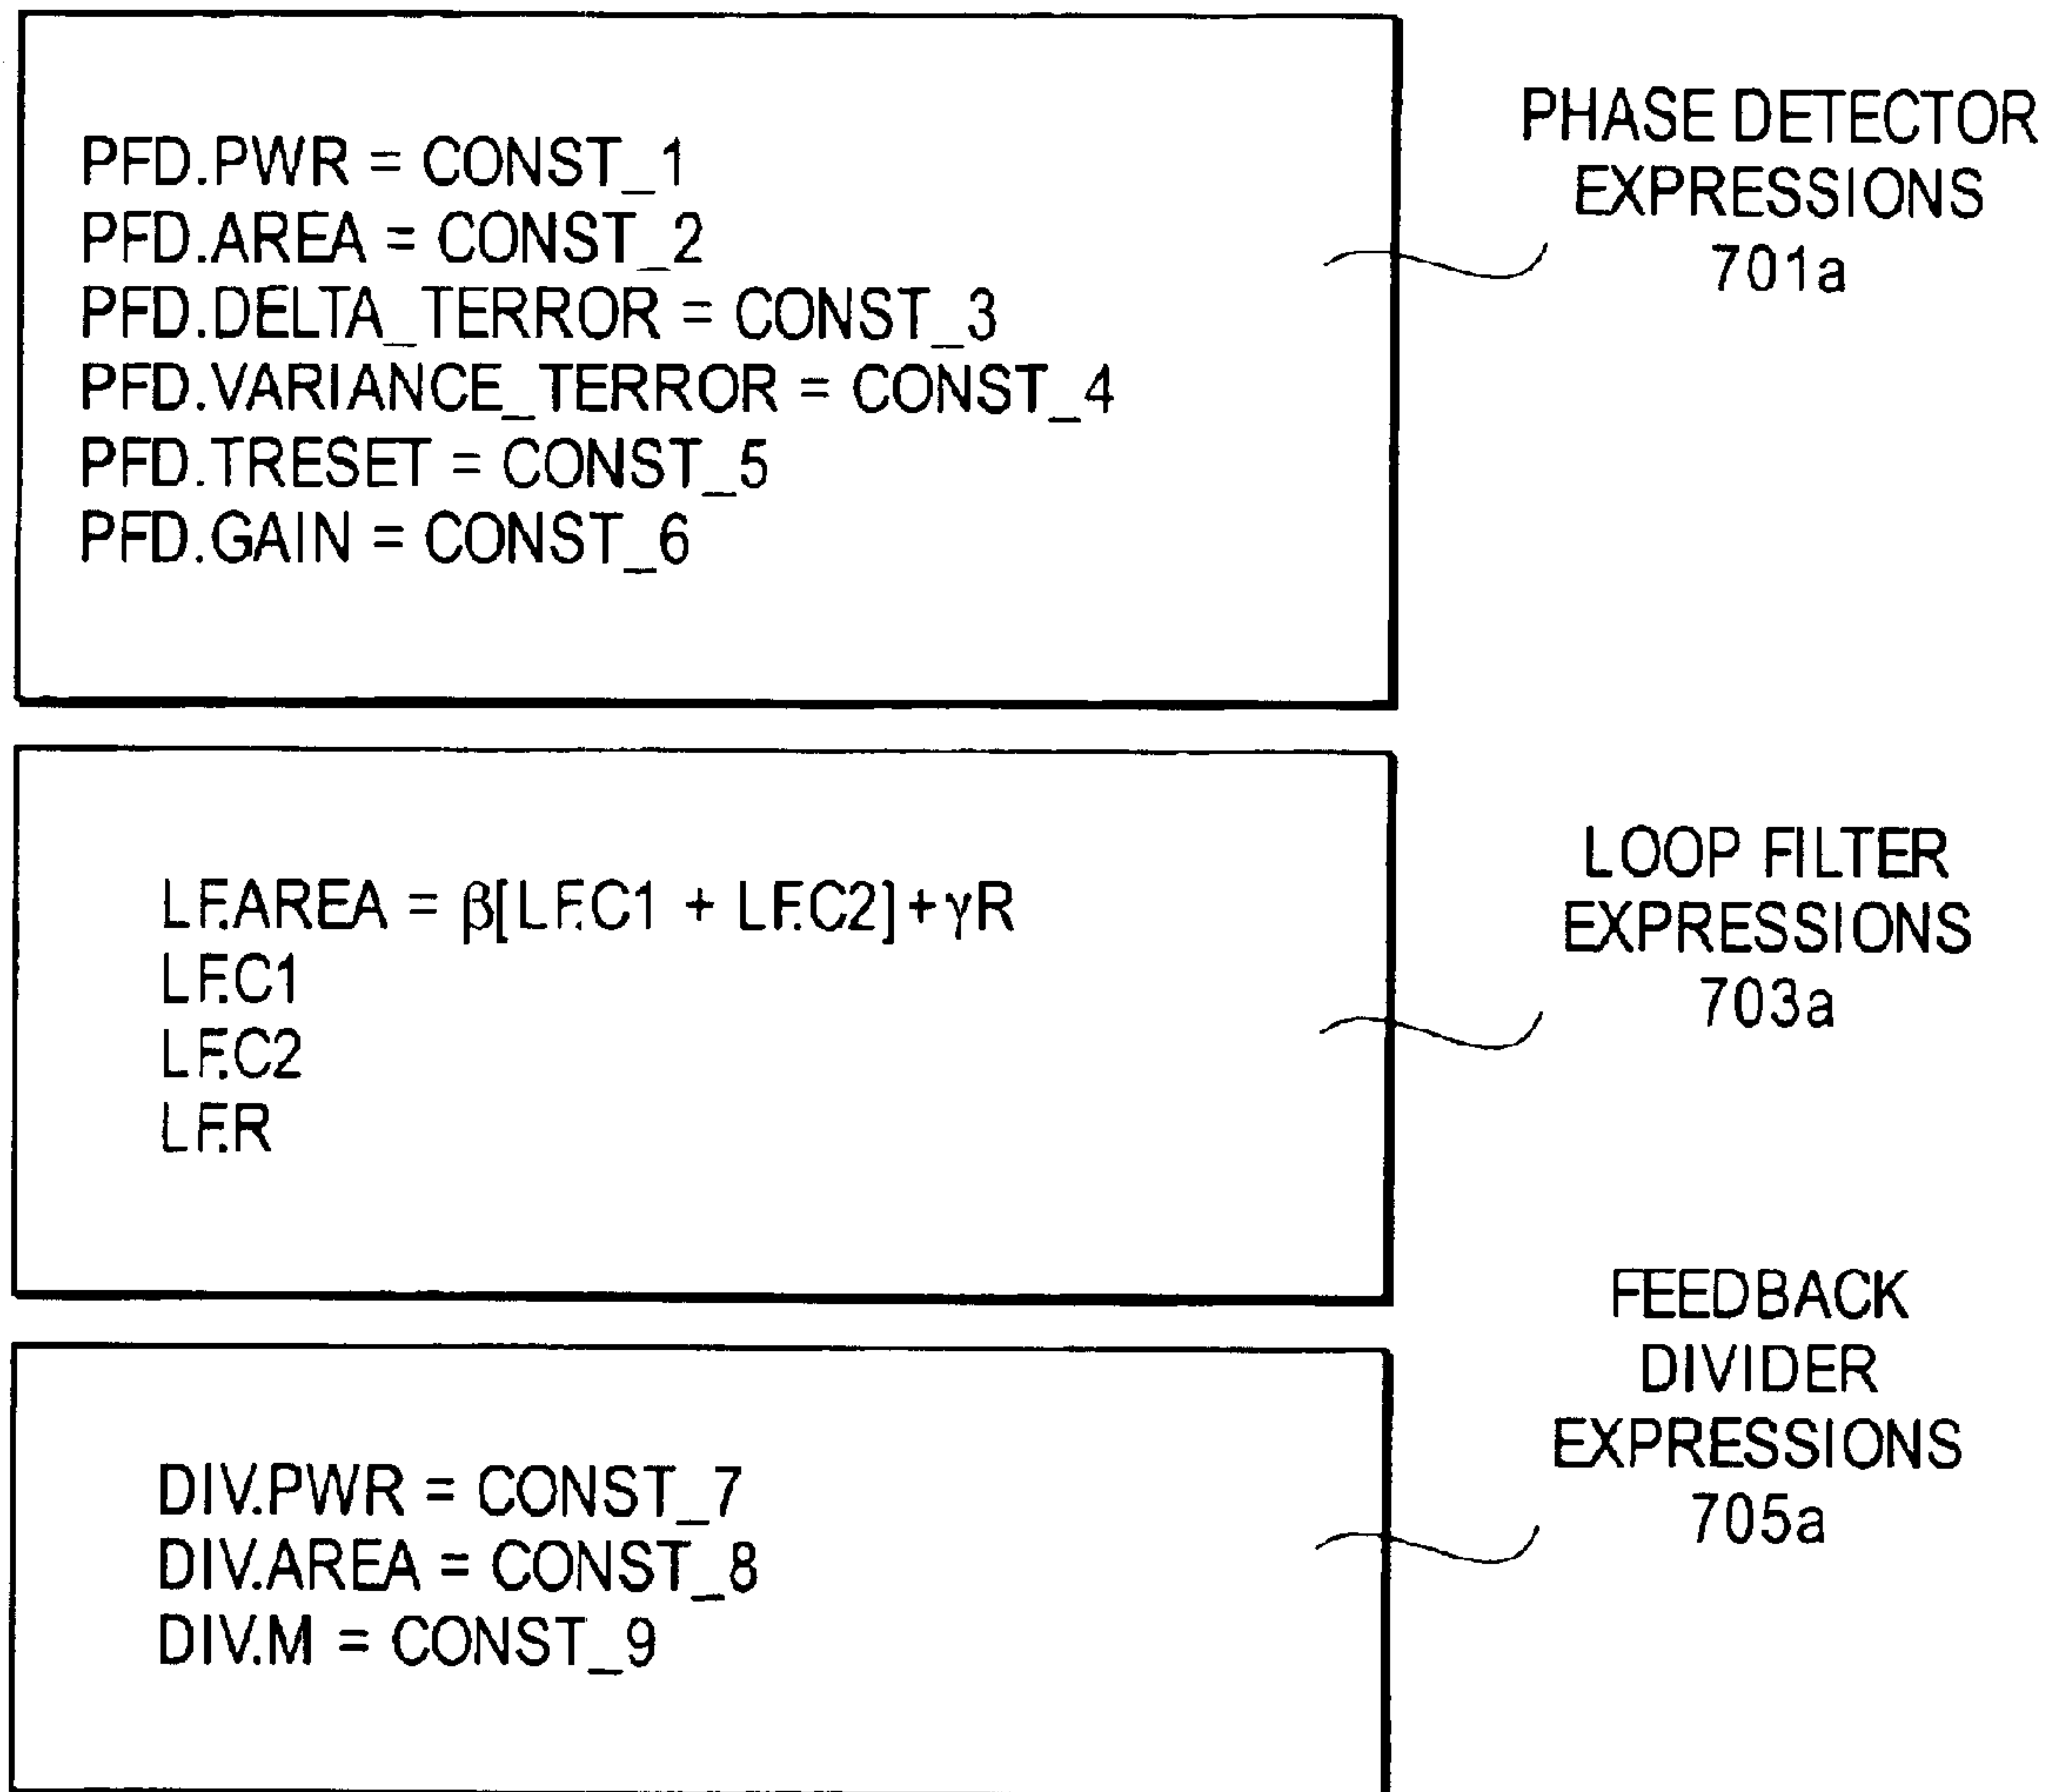 PFD.PWR = CONST_1
PFD.AREA = CONST_2
PFD.DELTA_TERROR = CONST_3
PFD.VARIANCE_TERROR = CONST_4
PFD.TRESET = CONST_5
PFD.GAIN = CONST_6
PHASE DETECTOR
EXPRESSIONS
701a
LF.AREA = β[LF.C1 + LF.C2]+γR
LF.C1
LF.C2
LF.R
LOOP FILTER
EXPRESSIONS
703a
DIV.PWR = CONST_7
DIV.AREA = CONST_8
DIV.M = CONST_9
FEEDBACK
DIVIDER
EXPRESSIONS
705a